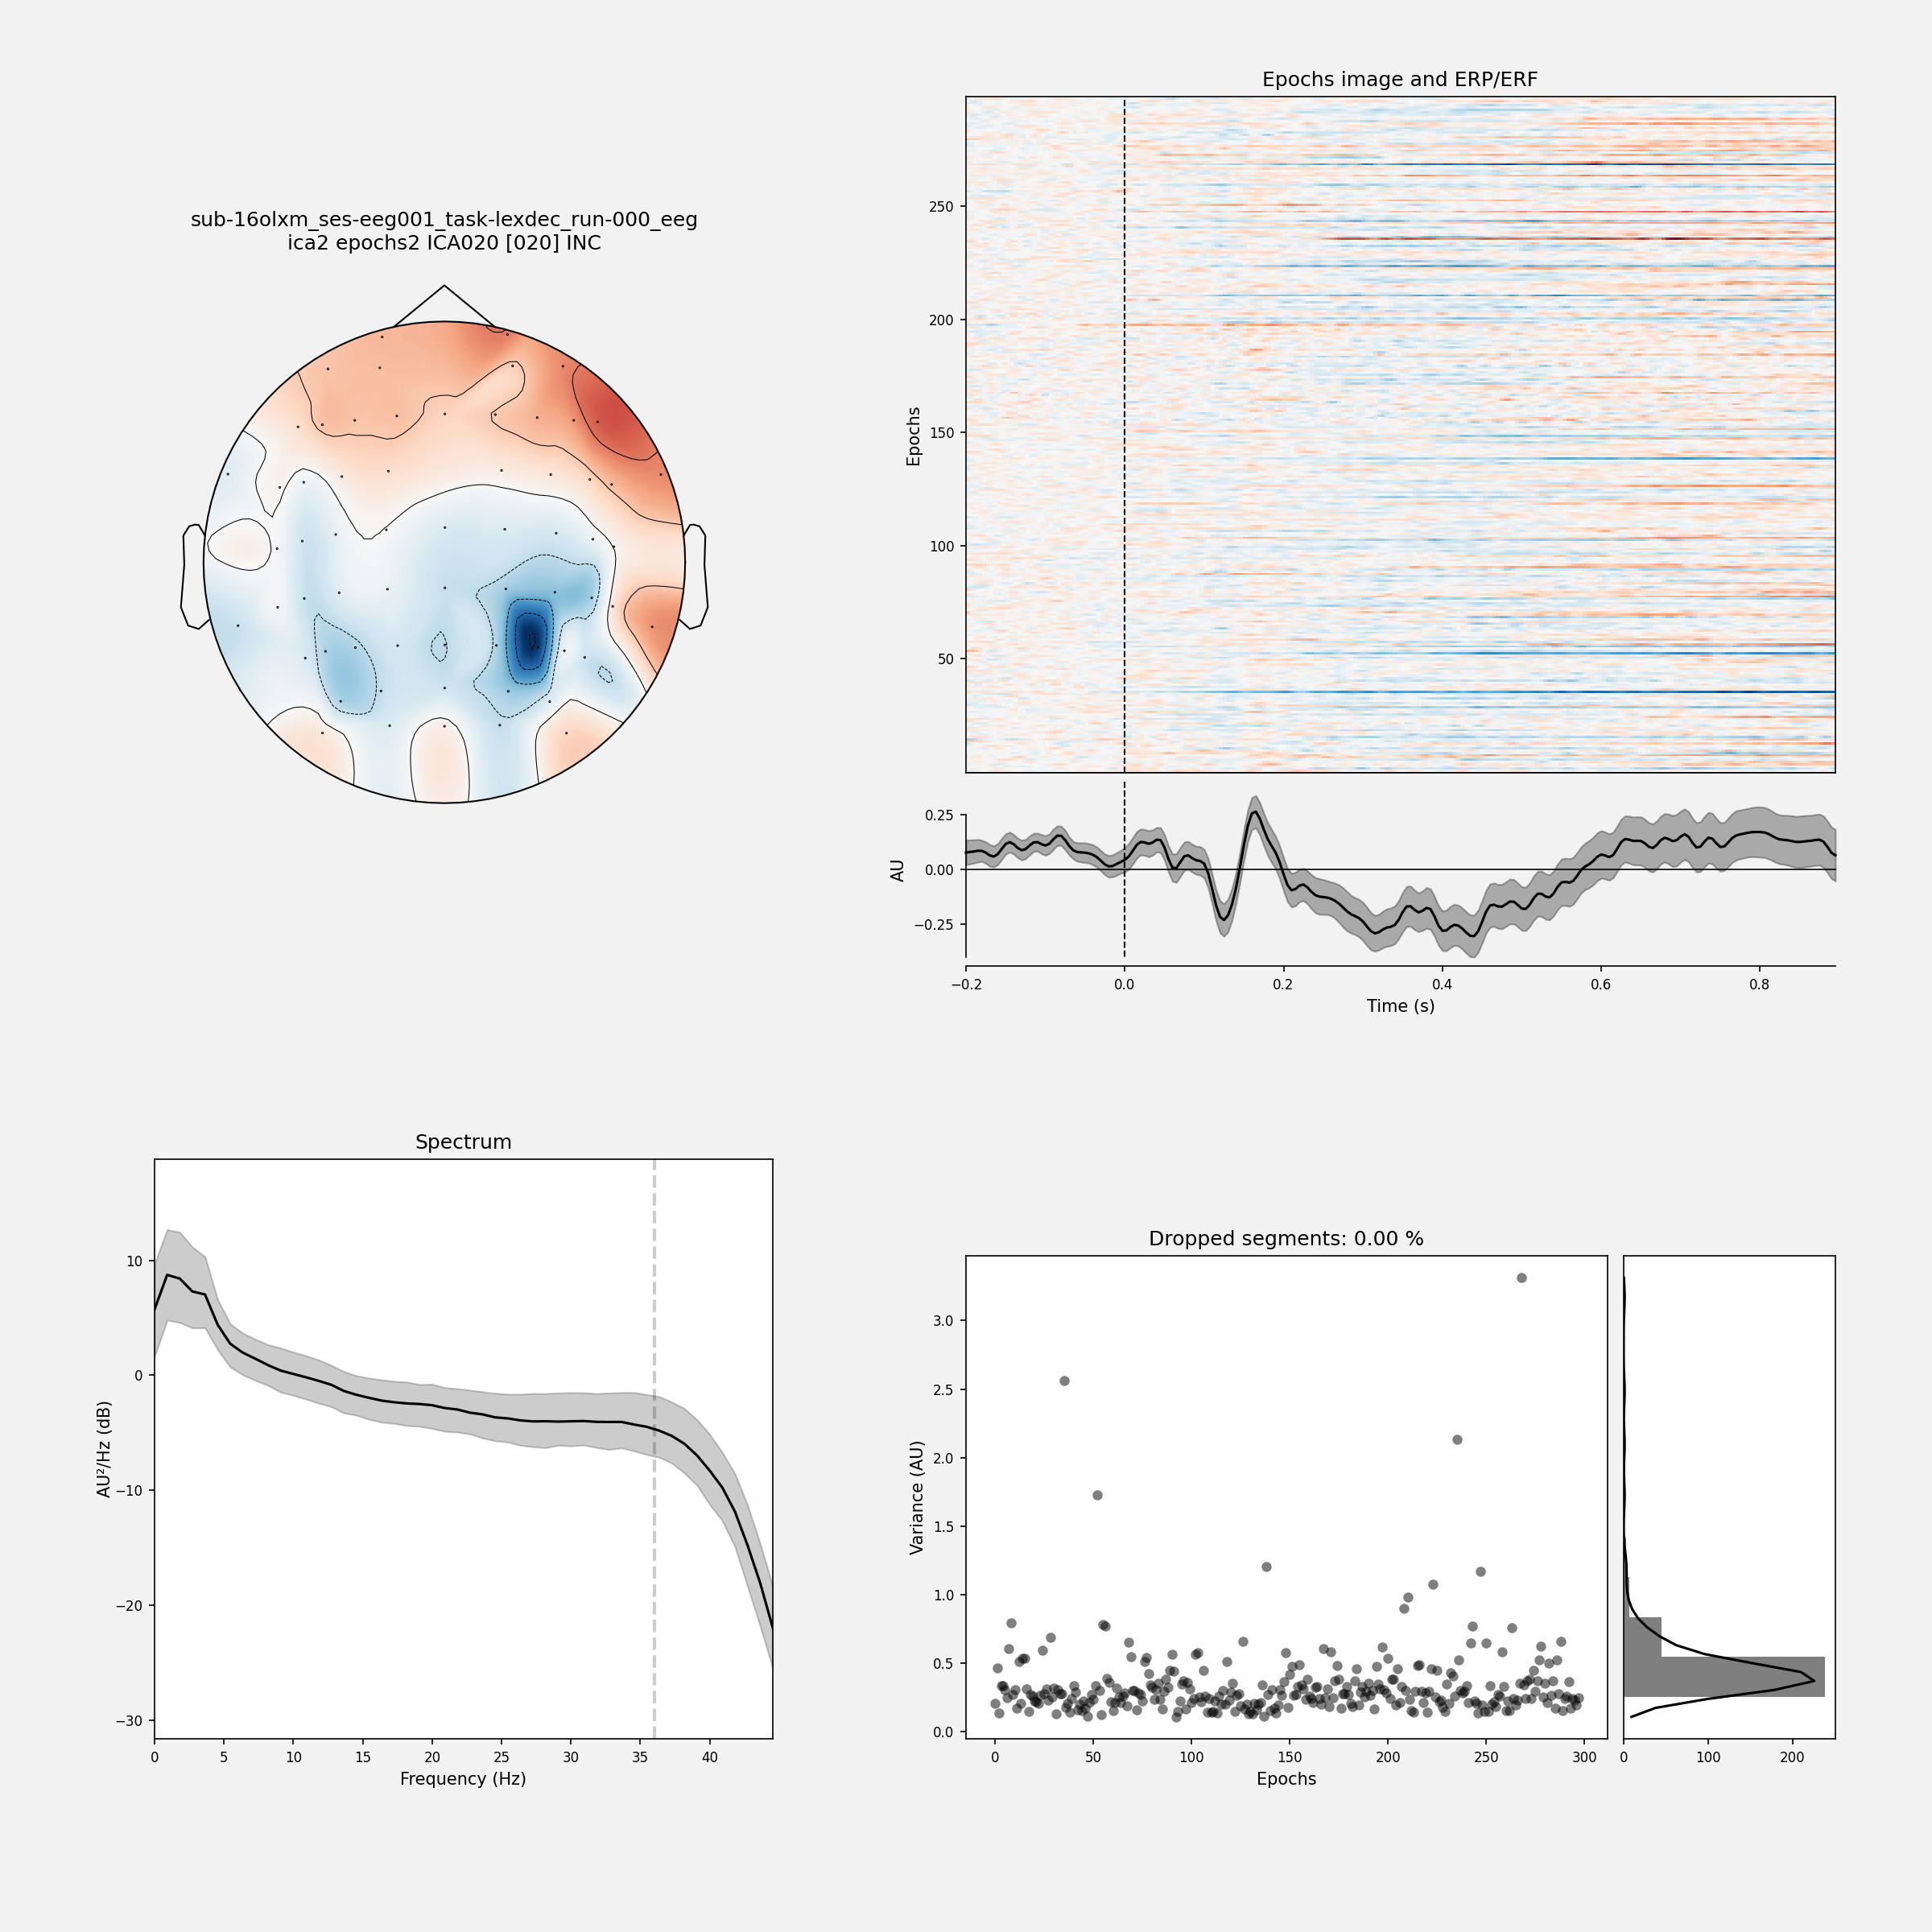 sub-16olxm_ses-eeg001_task-lexdec_run-000_eeg
ica2 epochs2 ICA020 [020] INC
Epochs image and ERP/ERF
Epochs
250
200
150
100
50
AU
0.25
0.00
−0.25
−0.2 0.0 0.2 0.4 0.6 0.8
Time (s)
Spectrum
AU²/Hz (dB)
10
0
−10
−20
−30
0 5 10 15 20 25 30 35 40
Frequency (Hz)
Dropped segments: 0.00 %
Variance (AU)
3.0
2.5
2.0
1.5
1.0
0.5
0.0
0 50 100 150 200 250 300
Epochs
0 100 200